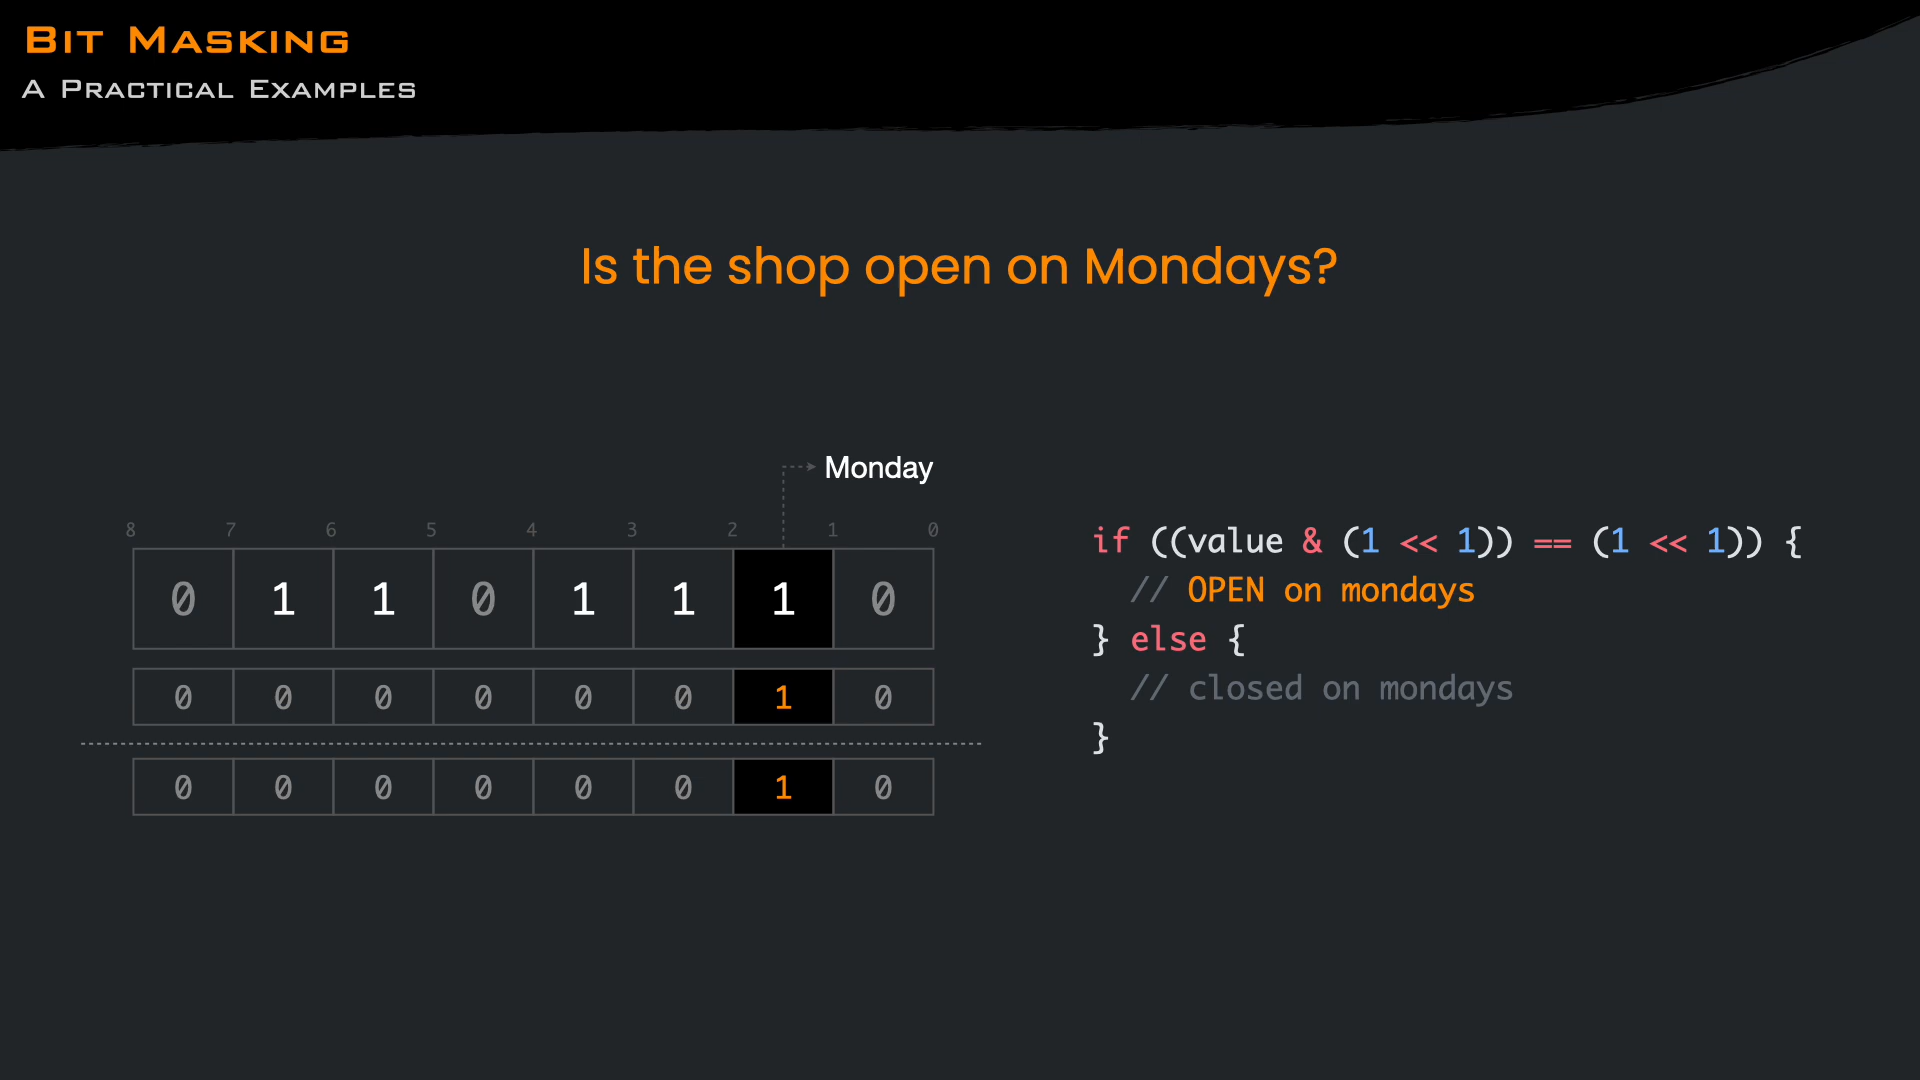 Bit Masking
A Practical Examples
Is the shop open on Mondays?
Monday
8 7 6 5 4 3 2 1 0
0 1 1 0 1 1 1 0
0 0 0 0 0 0 1 0
0 0 0 0 0 0 1 0
if ((value & (1 << 1)) == (1 << 1)) {
// OPEN on mondays
} else {
// closed on mondays
}